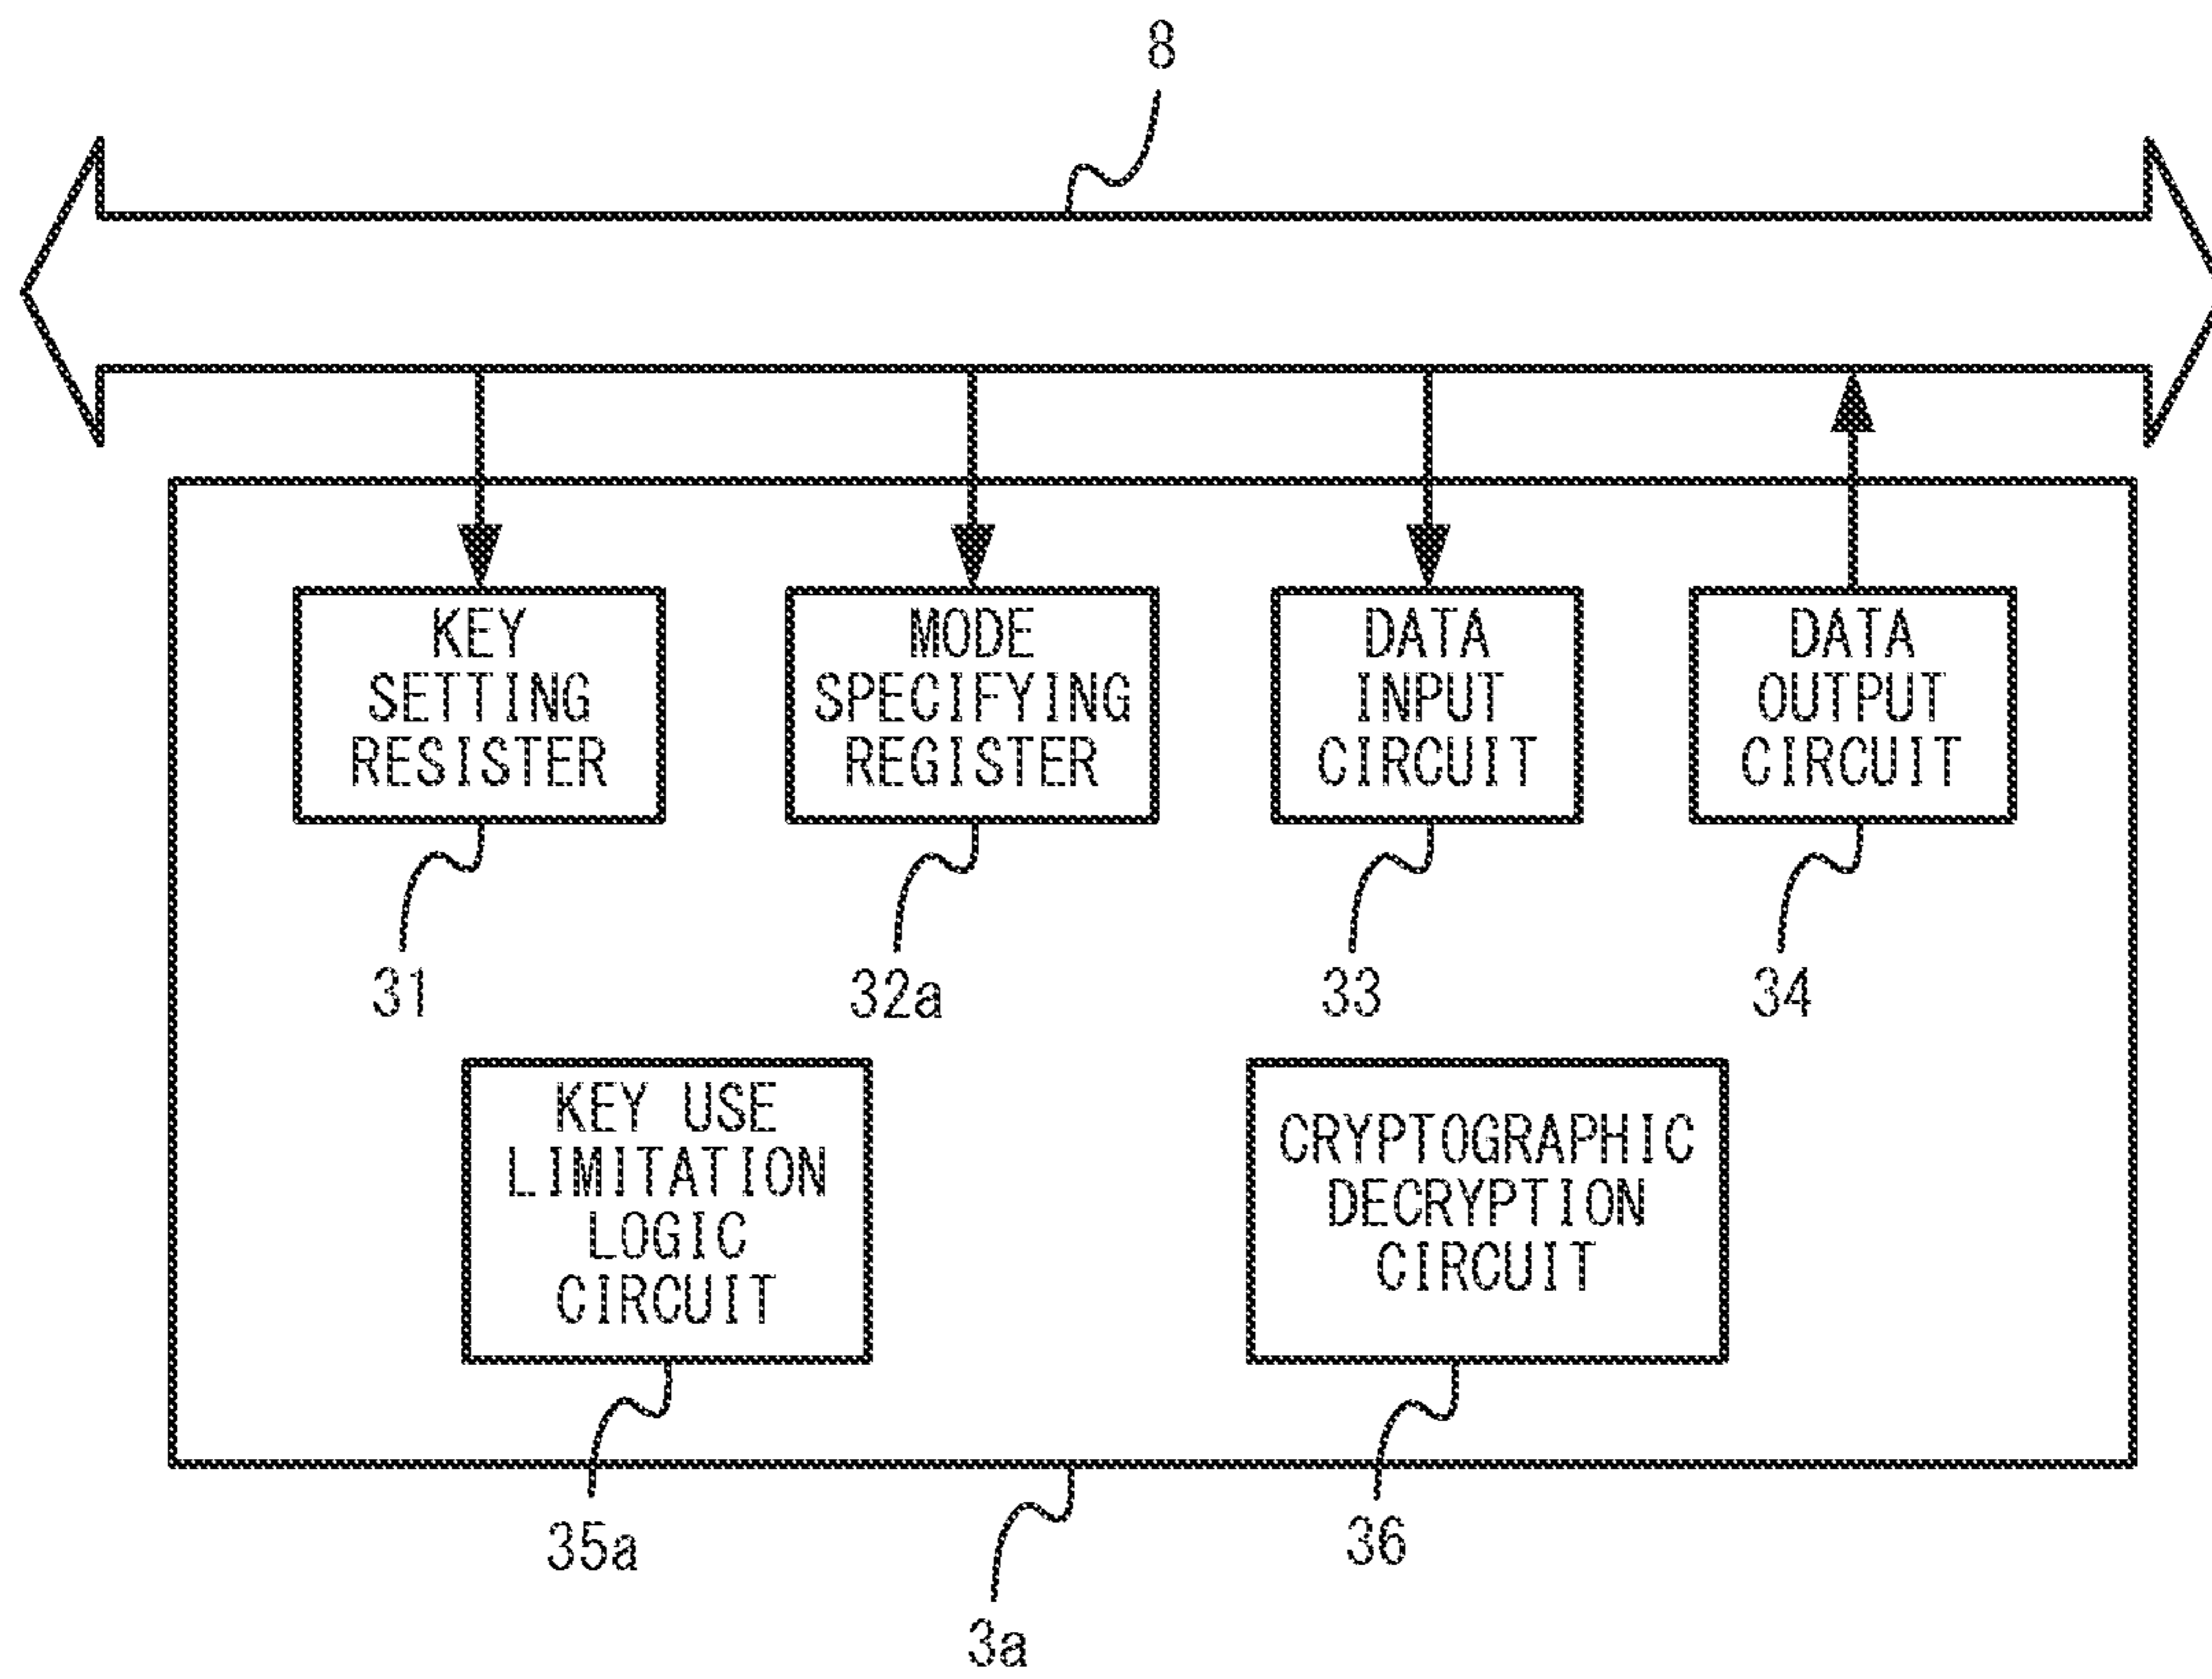 8
KEY
SETTING
RESISTER
MODE
SPECIFYING
REGISTER
DATA
INPUT
CIRCUIT
DATA
OUTPUT
CIRCUIT
31
32a
33
34
KEY USE
LIMITATION
LOGIC
CIRCUIT
CRYPTOGRAPHIC
DECRYPTION
CIRCUIT
35a
36
3a